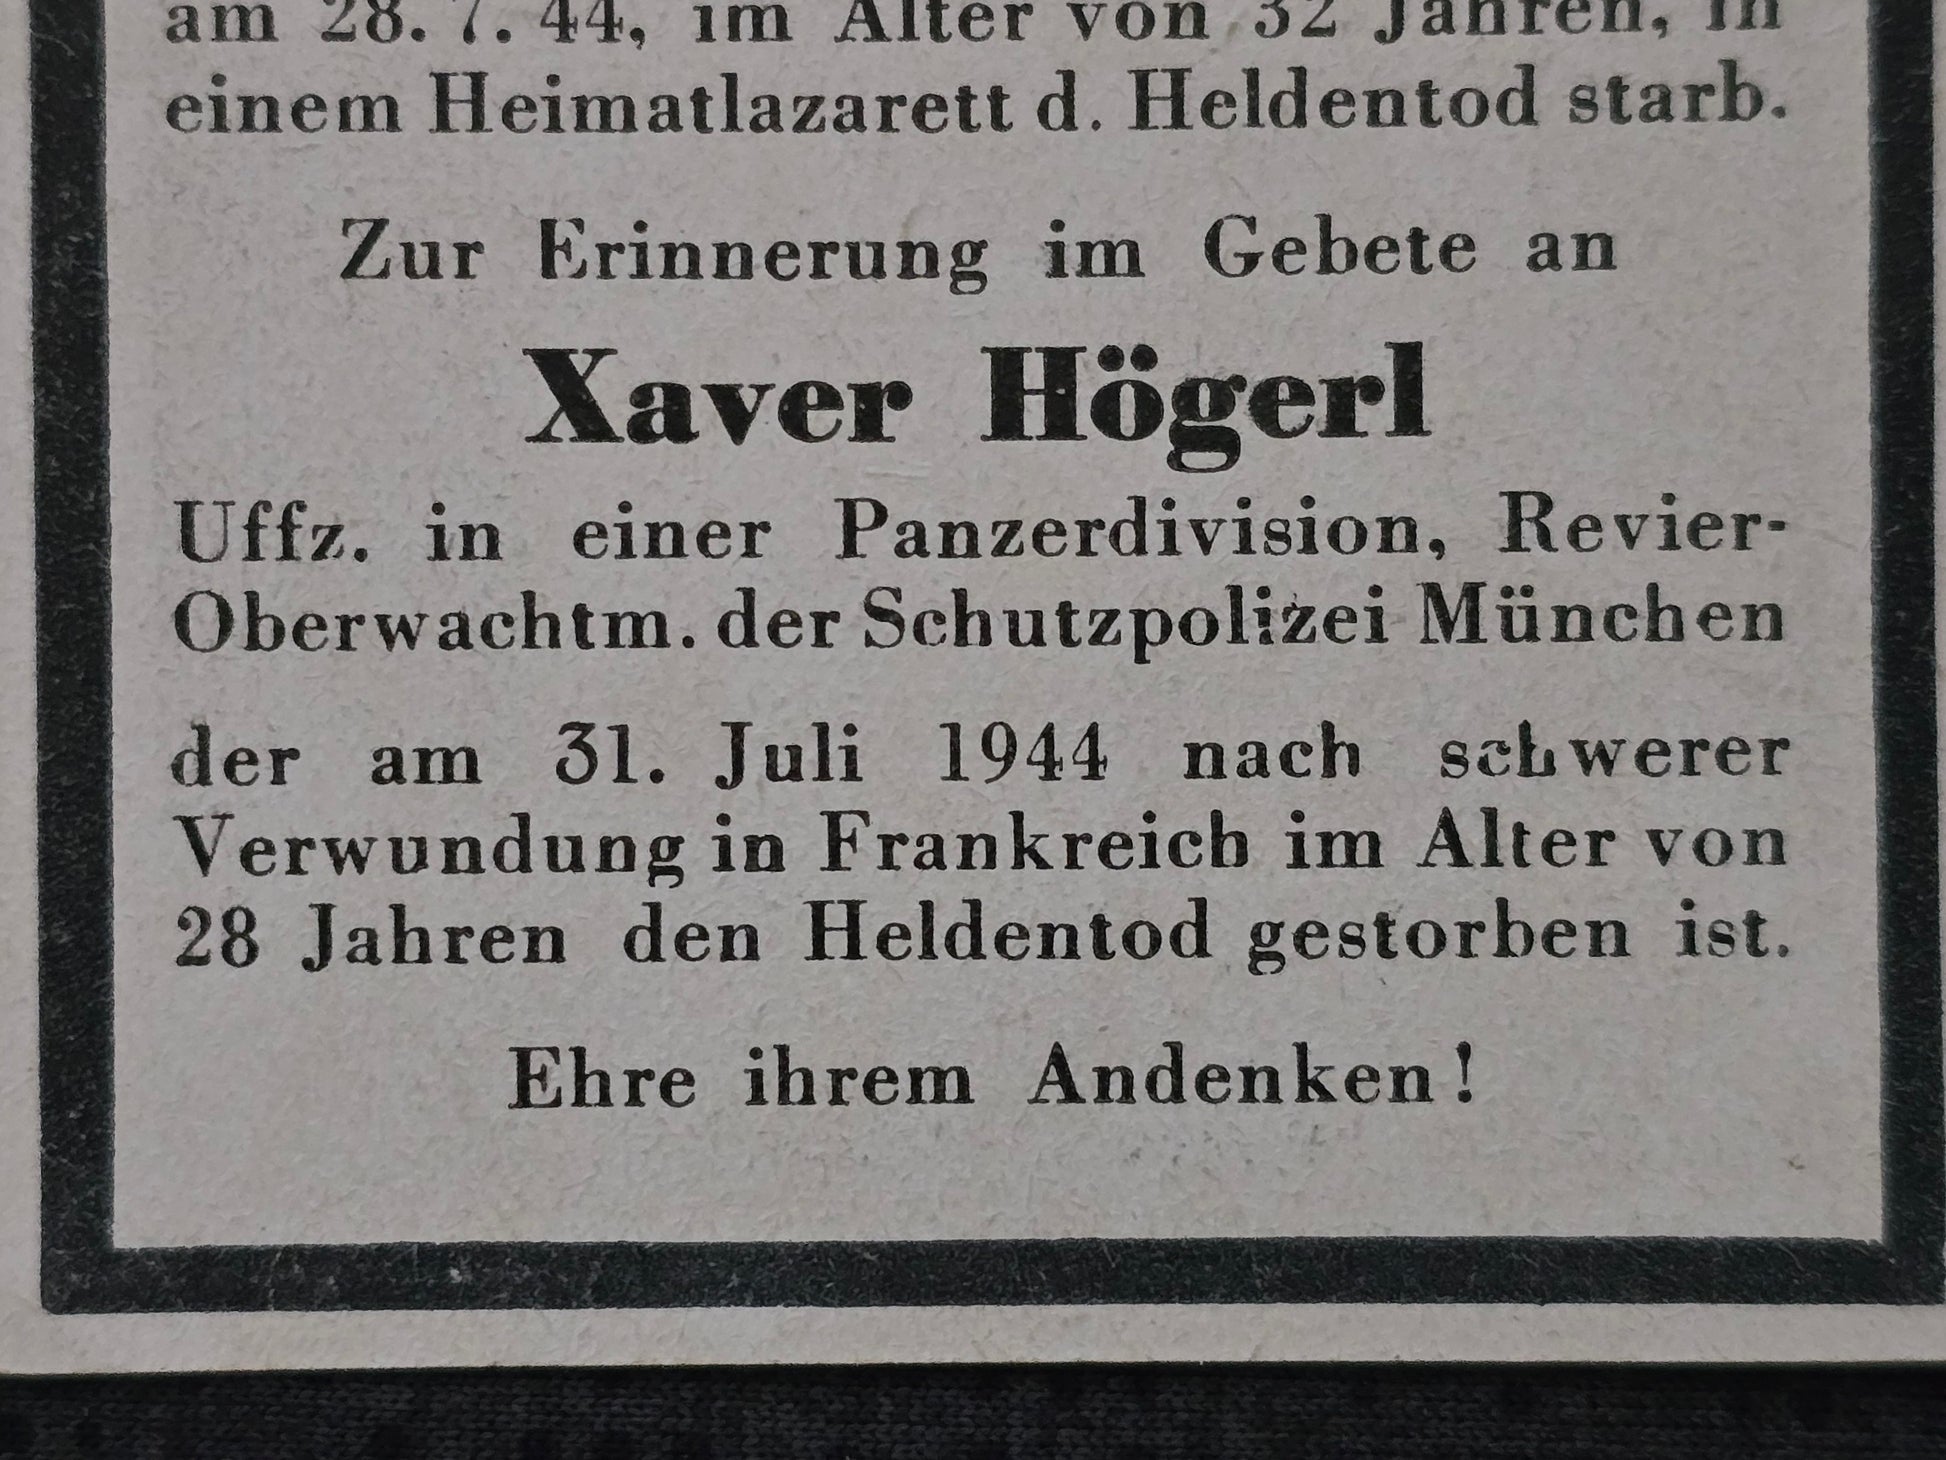 am 28. 7. 44, im Alter von 32 Jahren, in
einem Heimatlazarett d. Heldentod starb.
Zur Erinnerung im Gebete an
Xaver Högerl
Uffz. in einer Panzerdivision, Revier-
Oberwachtm. der Schutzpolizei München
der am 31. Juli 1944 nach schwerer
Verwundung in Frankreich im Alter von
28 Jahren den Heldentod gestorben ist.
Ehre ihrem Andenken!